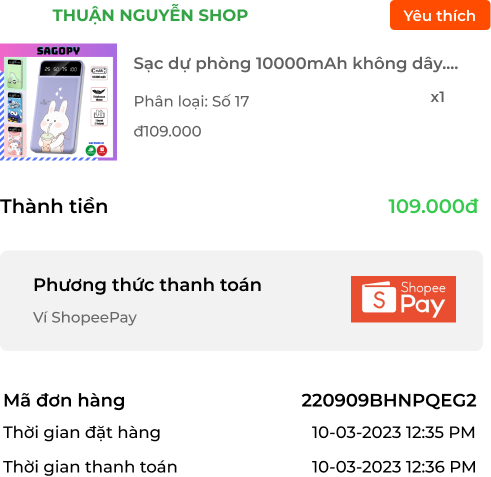 THUẬN NGUYỄN SHOP
Yêu thích
SAGOPY
Sạc dự phòng 10000mAh không dây....
Phân loại: Số 17
x1
đ109.000
Thành tiền
109.000đ
Phương thức thanh toán
Ví ShopeePay
Shopee
Pay
Mã đơn hàng
220909BHNPQEG2
Thời gian đặt hàng
10-03-2023 12:35 PM
Thời gian thanh toán
10-03-2023 12:36 PM